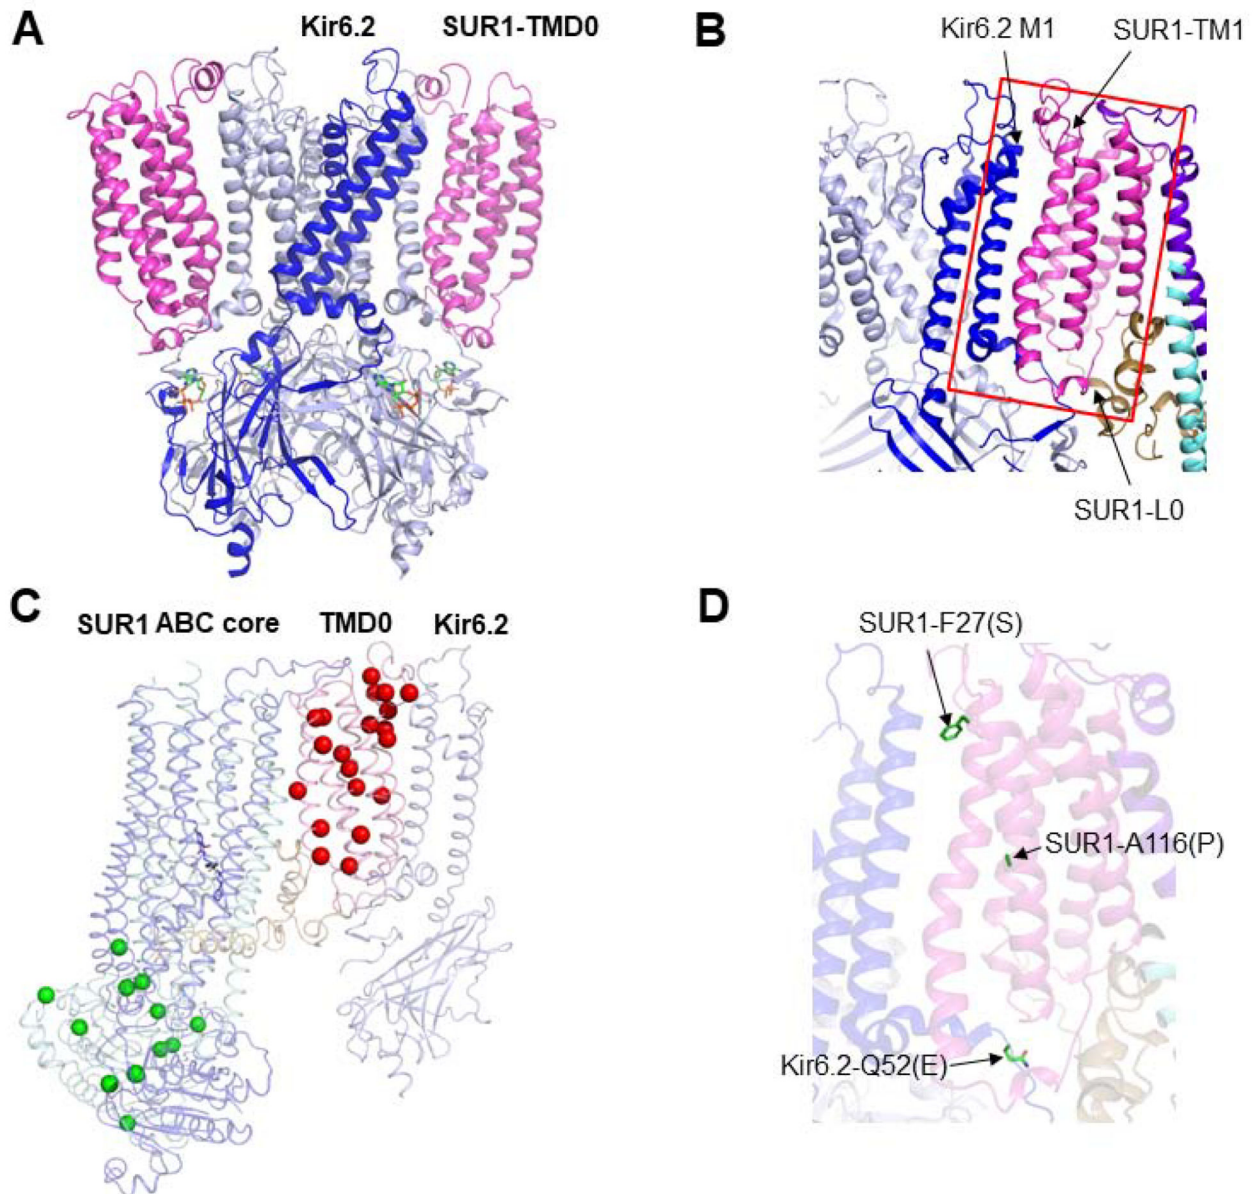 A
Kir6.2
SUR1-TMD0
B
Kir6.2 M1
SUR1-TM1
SUR1-L0
C
SUR1 ABC core
TMD0
Kir6.2
D
SUR1-F27(S)
SUR1-A116(P)
Kir6.2-Q52(E)